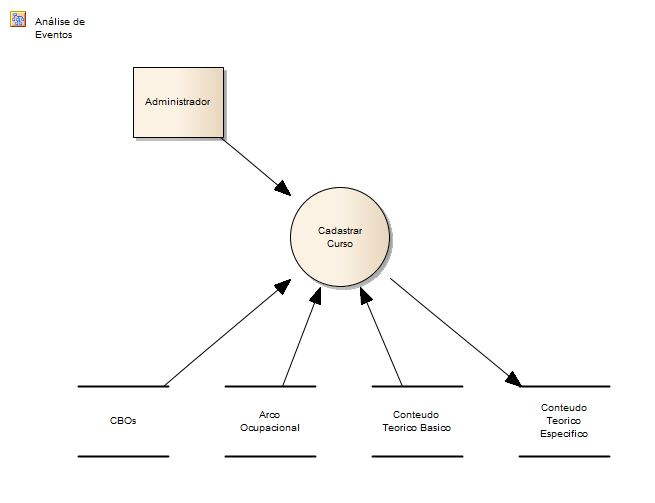 Análise de
Eventos
Administrador
Cadastrar
Curso
CBOs
Arco
Ocupacional
Conteudo
Teorico Basico
Conteudo
Teorico
Especifico